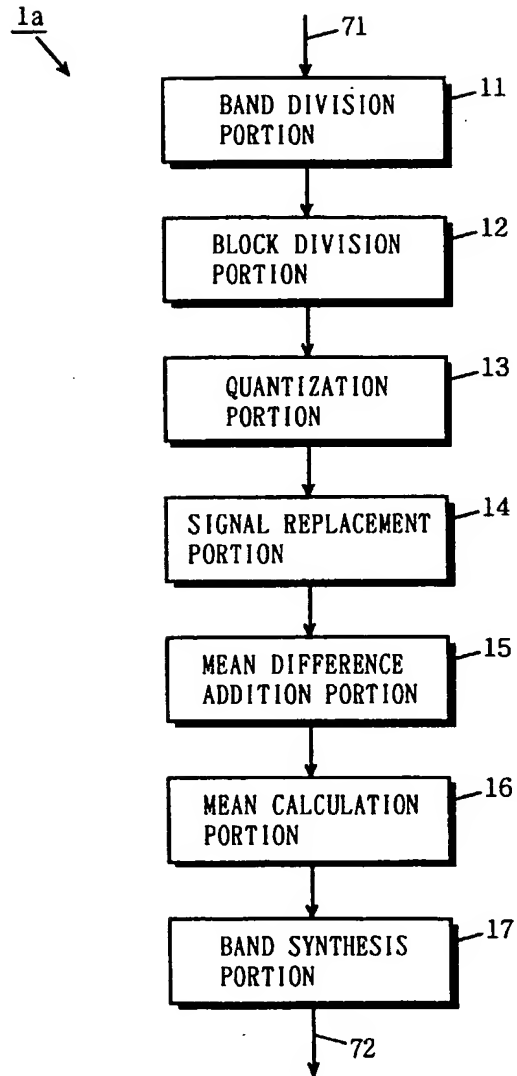 1a
71
BAND DIVISION
PORTION
11
BLOCK DIVISION
PORTION
12
QUANTIZATION
PORTION
13
SIGNAL REPLACEMENT
PORTION
14
MEAN DIFFERENCE
ADDITION PORTION
15
MEAN CALCULATION
PORTION
16
BAND SYNTHESIS
PORTION
17
72